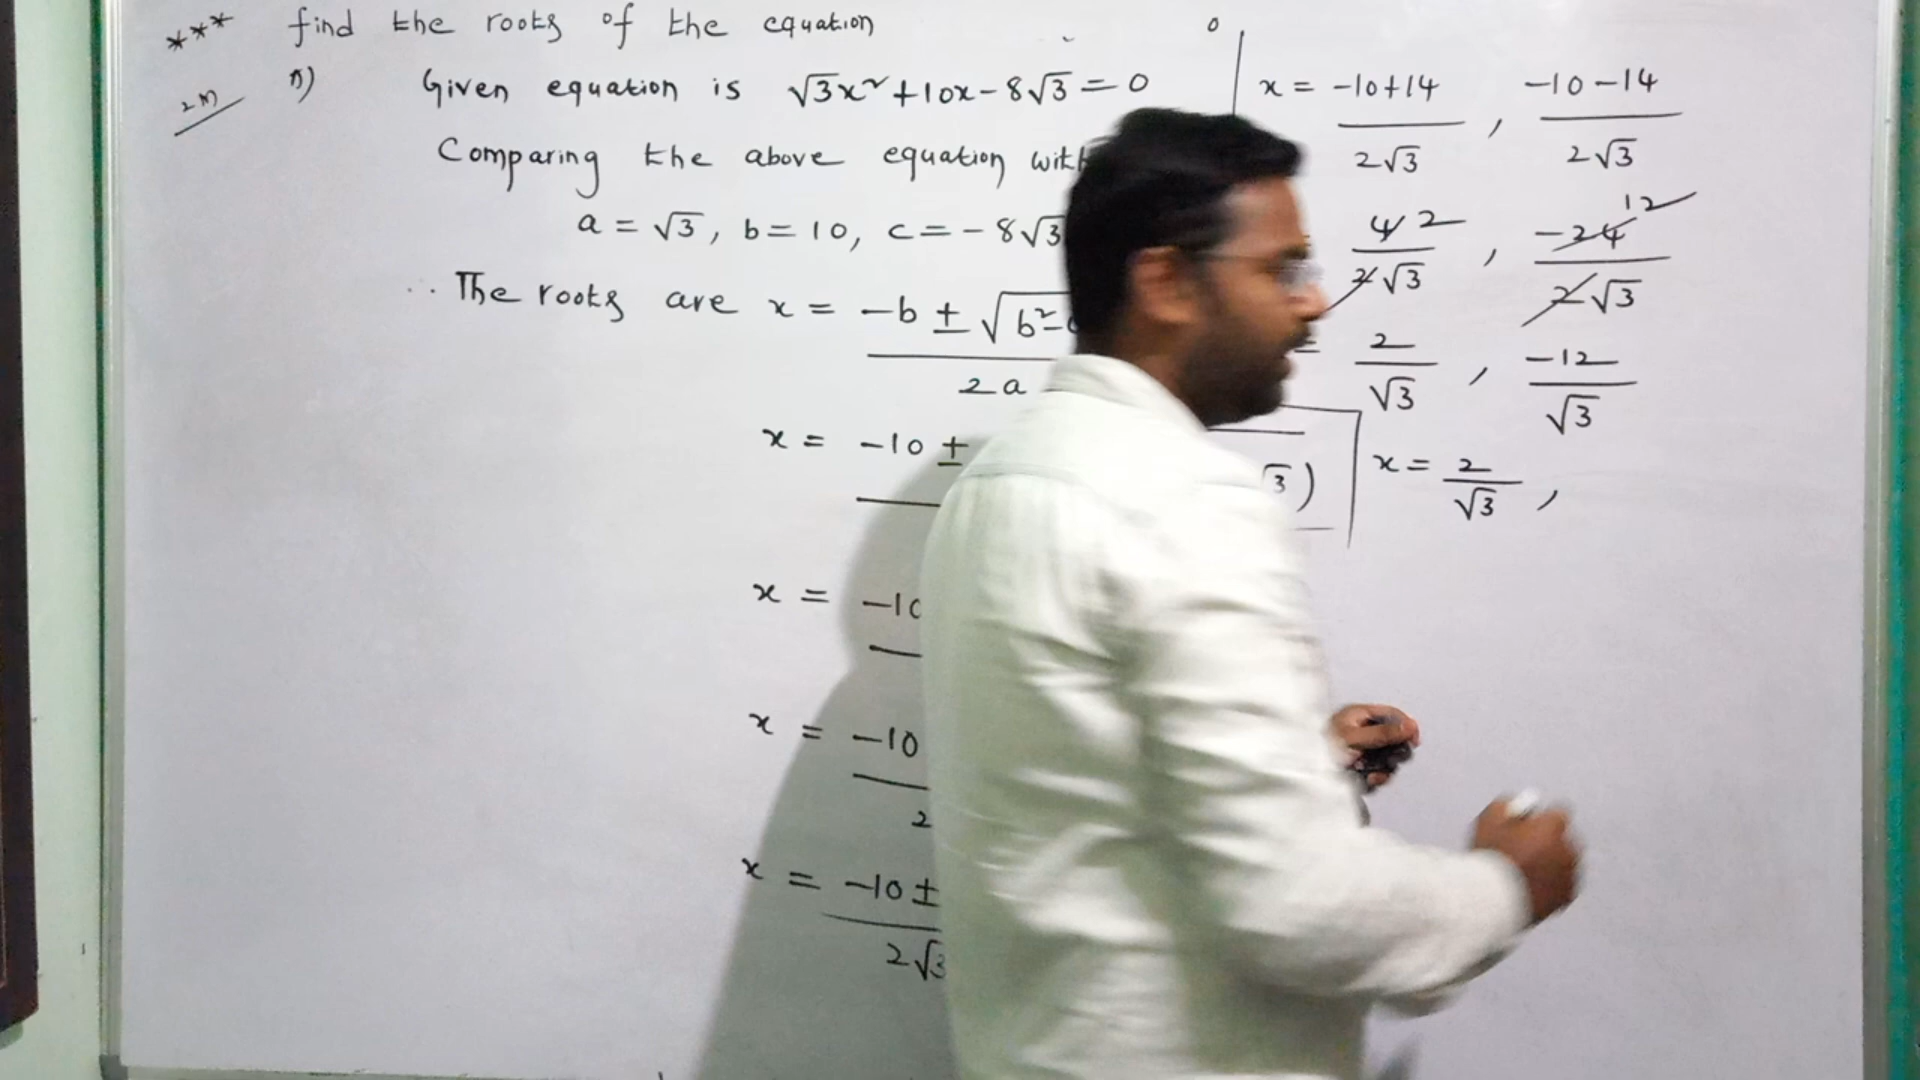 *** find the roots of the equation
2M
n) Given equation is √3x²+10x-8√3=0
Comparing the above equation with
a = √3, b = 10, c = -8√3
∴ The roots are x = -b ± √b²-
2a
x = -10 ±
√3)
x = -10
x = -10
2
x = -10 ±
2√3
0
x = -10+14 / 2√3 , -10-14 / 2√3
4 2 / 2√3 , -24 12 / 2√3
= 2/√3 , -12/√3
x = 2/√3 ,